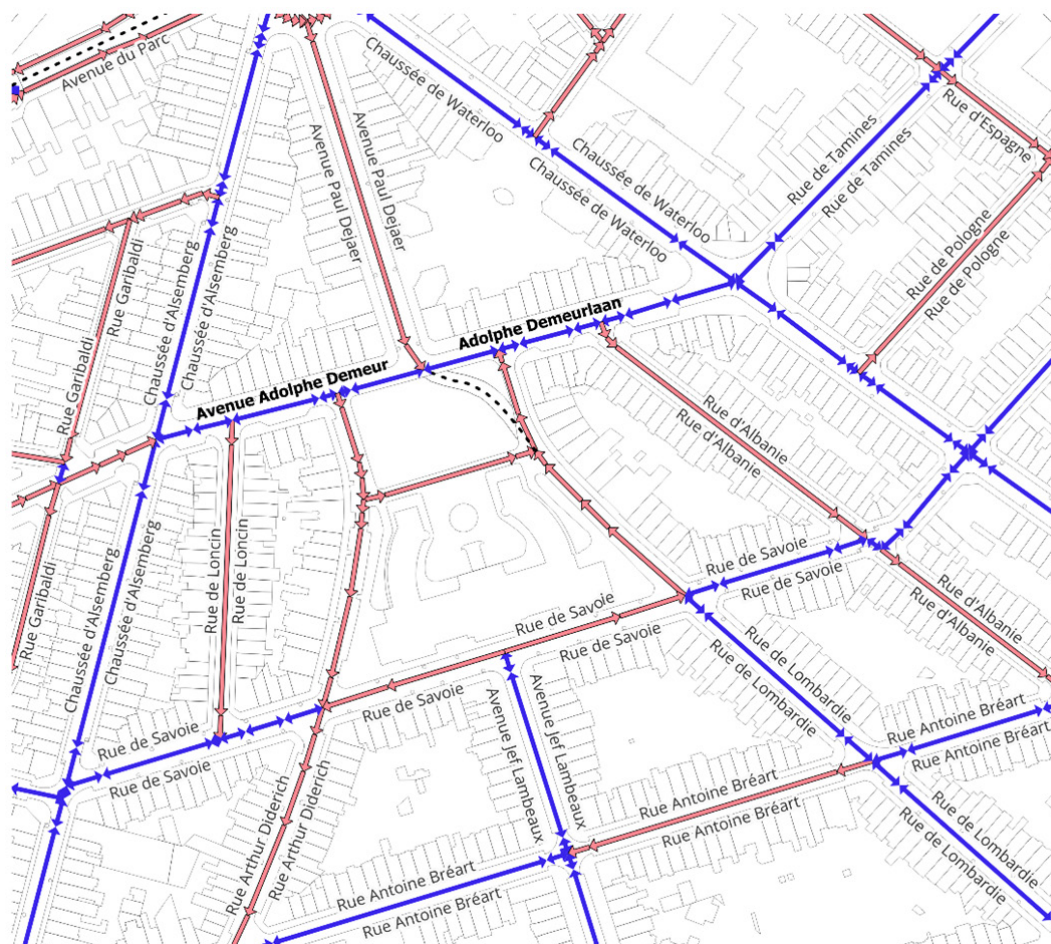 Avenue du Parc
Chaussée de Waterloo
Chaussée de Waterloo
Chaussée de Waterloo
Chaussée de Waterloo
Avenue Paul Dejaer
Avenue Paul Dejaer
Rue d'Espagne
Rue de Tamines
Rue de Tamines
Rue de Pologne
Rue de Pologne
Rue Garibaldi
Rue Garibaldi
Rue Garibaldi
Chaussée d'Alsemberg
Chaussée d'Alsemberg
Adolphe Demeurlaan
Avenue Adolphe Demeur
Rue d'Albanie
Rue d'Albanie
Rue de Loncin
Rue de Loncin
Chaussée d'Alsemberg
Chaussée d'Alsemberg
Rue de Savoie
Rue de Savoie
Rue d'Albanie
Rue d'Albanie
Rue de Savoie
Rue de Savoie
Rue de Savoie
Rue de Lombardie
Rue de Lombardie
Avenue Jef Lambeaux
Avenue Jef Lambeaux
Rue de Savoie
Rue de Savoie
Rue Antoine Bréart
Rue Antoine Bréart
Rue Antoine Bréart
Rue Antoine Bréart
Rue Arthur Diderich
Rue Arthur Diderich
Rue de Lombardie
Rue de Lombardie
Rue Antoine Bréart
Rue Antoine Bréart